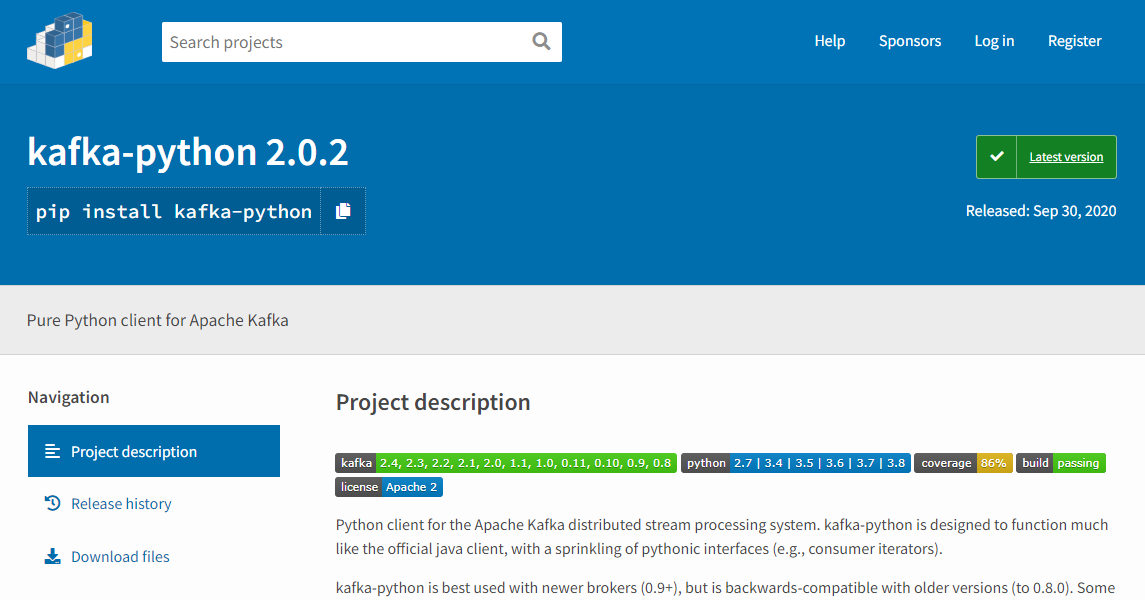 Search projects
Help Sponsors Log in Register
kafka-python 2.0.2
Latest version
pip install kafka-python
Released: Sep 30, 2020
Pure Python client for Apache Kafka
Navigation
Project description
Release history
Download files
Project description
kafka 2.4, 2.3, 2.2, 2.1, 2.0, 1.1, 1.0, 0.11, 0.10, 0.9, 0.8 python 2.7 | 3.4 | 3.5 | 3.6 | 3.7 | 3.8 coverage 86% build passing
license Apache 2
Python client for the Apache Kafka distributed stream processing system. kafka-python is designed to function much
like the official java client, with a sprinkling of pythonic interfaces (e.g., consumer iterators).
kafka-python is best used with newer brokers (0.9+), but is backwards-compatible with older versions (to 0.8.0). Some